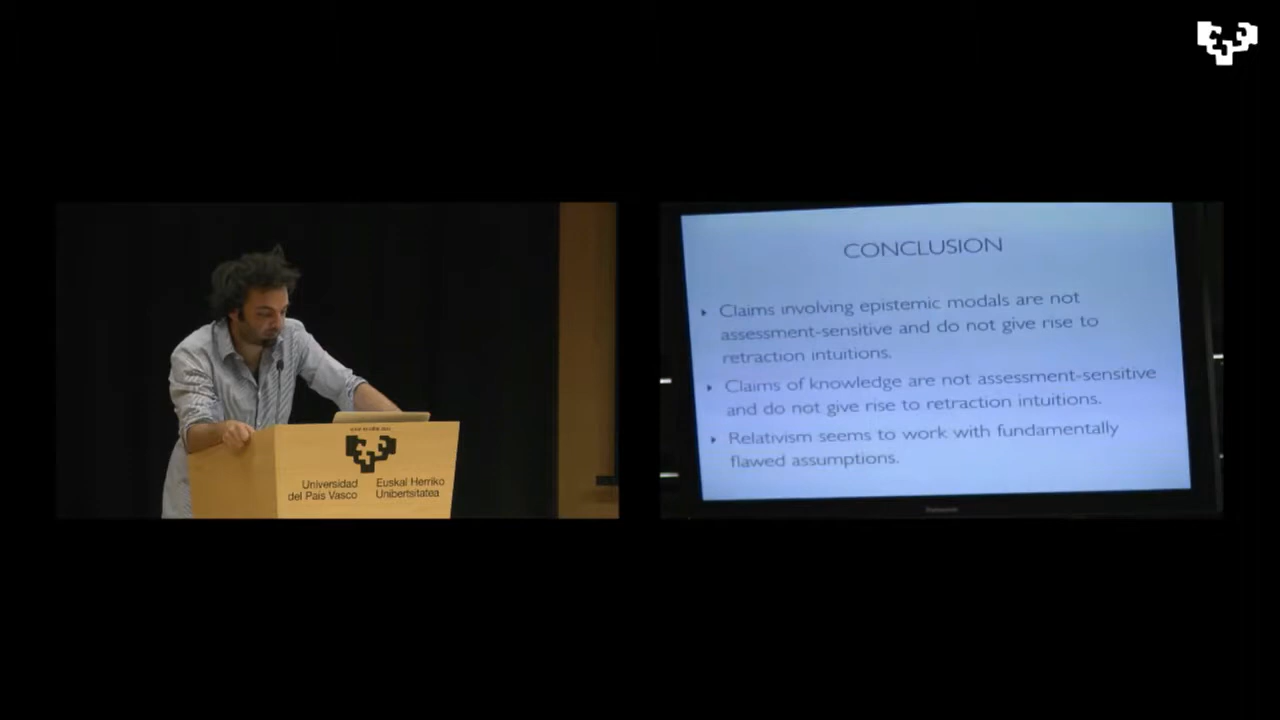 Universidad
del País Vasco
Euskal Herriko
Unibertsitatea
CONCLUSION
Claims involving epistemic modals are not
assessment-sensitive and do not give rise to
retraction intuitions.
Claims of knowledge are not assessment-sensitive
and do not give rise to retraction intuitions.
Relativism seems to work with fundamentally
flawed assumptions.